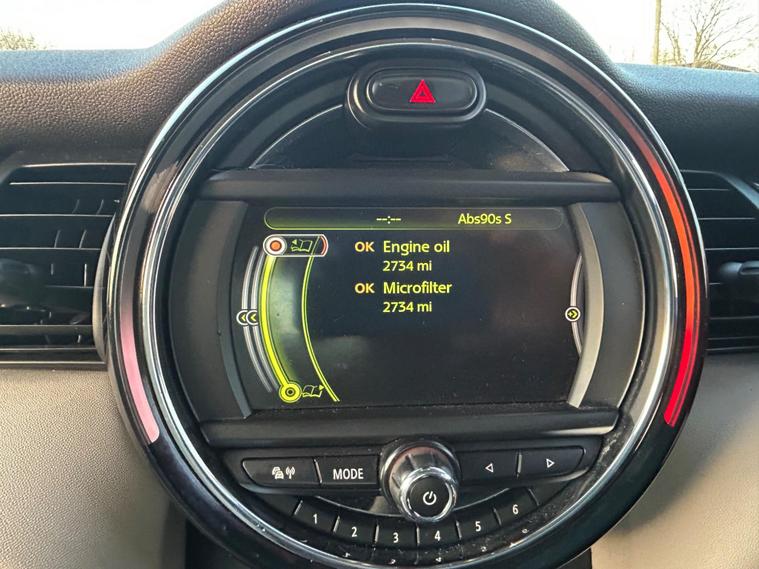 --:-- Abs90s S
OK Engine oil
2734 mi
OK Microfilter
2734 mi
MODE
1 2 3 4 5 6